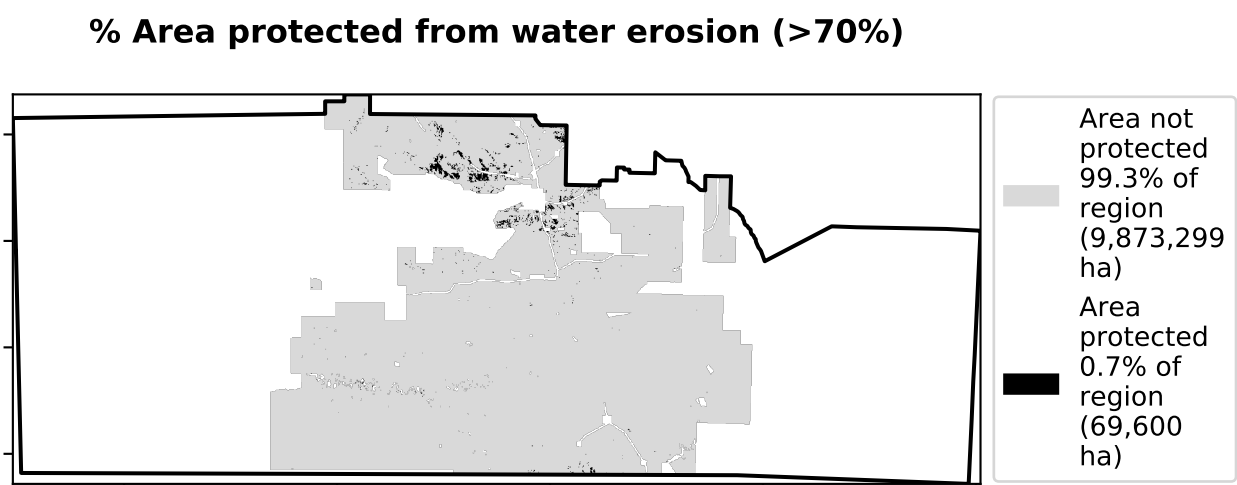 % Area protected from water erosion (>70%)
Area not
protected
99.3% of
region
(9,873,299
ha)
Area
protected
0.7% of
region
(69,600
ha)